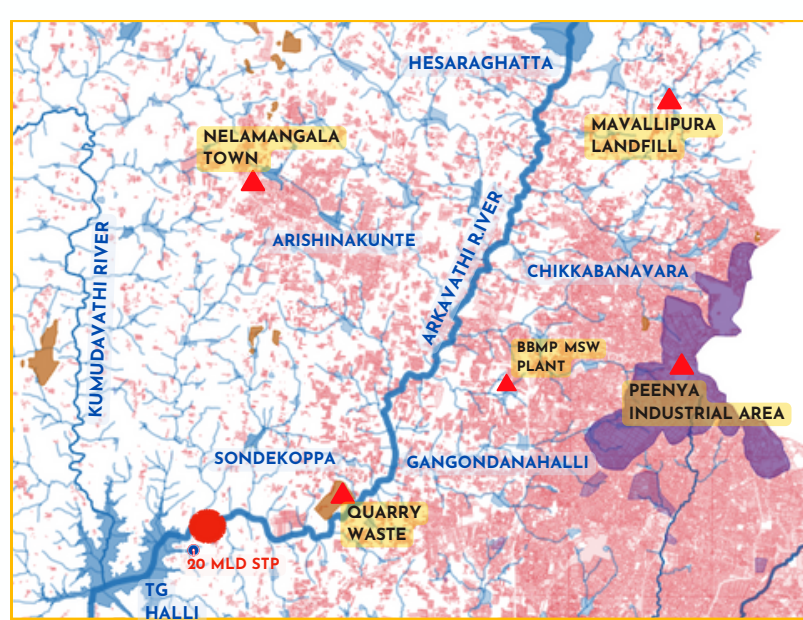 HESARAGHATTA
MAVALLIPURA
LANDFILL
NELAMANGALA
TOWN
ARISHINAKUNTE
ARKAVATHI RIVER
KUMUDAVATHI RIVER
CHIKKABANAVARA
BBMP MSW
PLANT
PEENYA
INDUSTRIAL AREA
SONDEKOPPA
GANGONDANAHALLI
QUARRY
WASTE
20 MLD STP
TG
HALLI